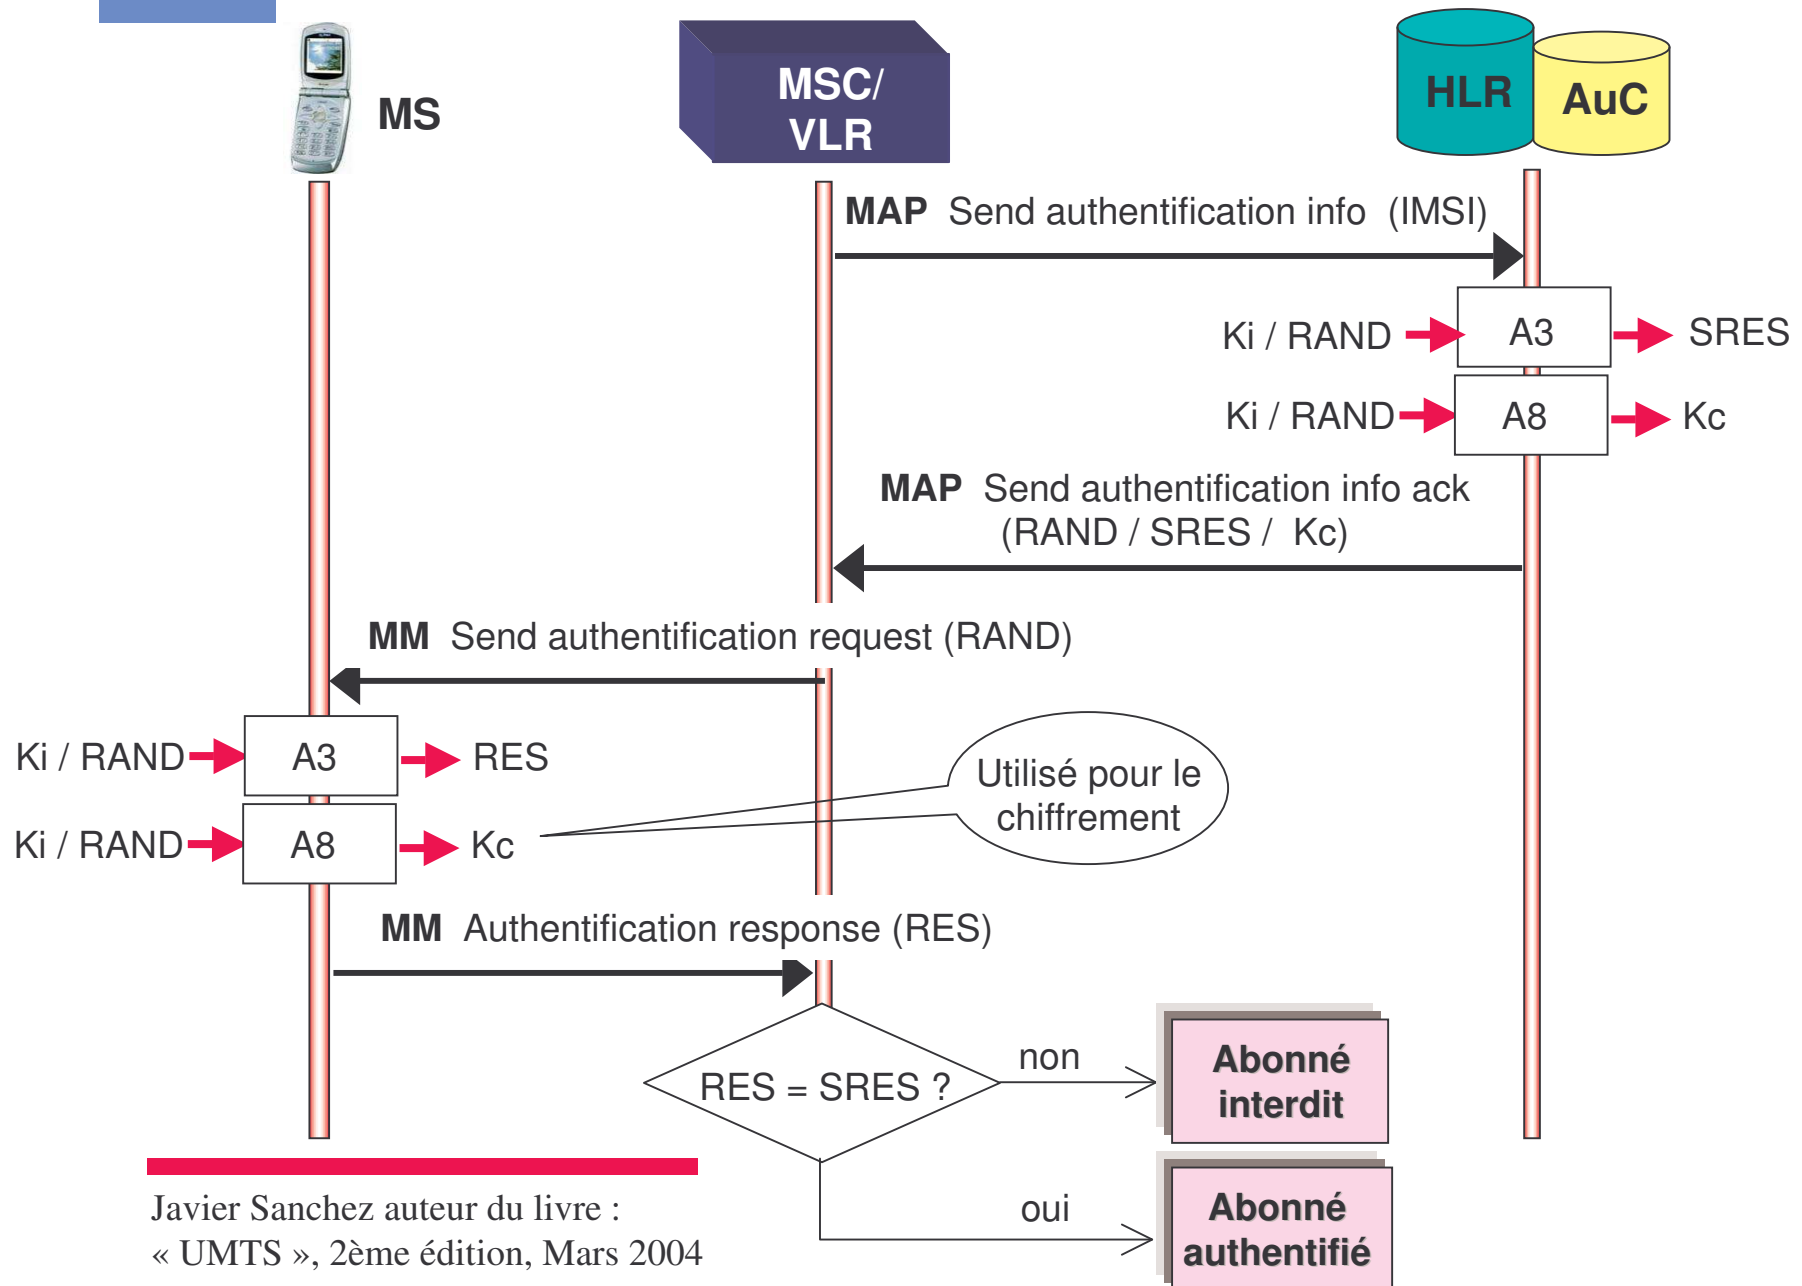 MS
MSC/
VLR
HLR
AuC
MAP Send authentification info (IMSI)
Ki / RAND
A3
SRES
Ki / RAND
A8
Kc
MAP Send authentification info ack
(RAND / SRES / Kc)
MM Send authentification request (RAND)
Ki / RAND
A3
RES
Utilisé pour le
chiffrement
Ki / RAND
A8
Kc
MM Authentification response (RES)
RES = SRES ?
non
Abonné
interdit
oui
Abonné
authentifié
Javier Sanchez auteur du livre :
« UMTS », 2ème édition, Mars 2004